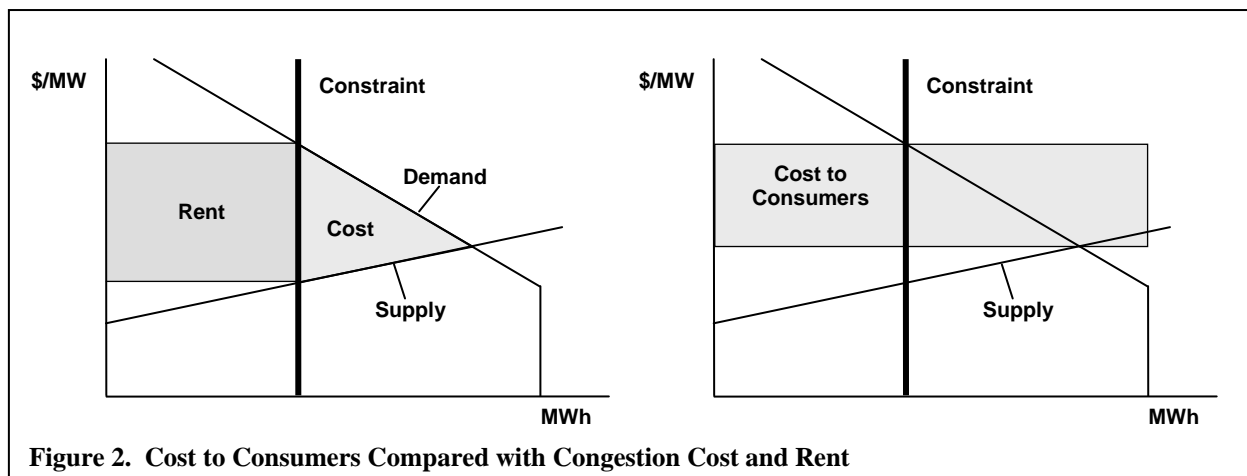 $/MW
Constraint
Demand
Rent
Cost
Supply
MWh
$/MW
Constraint
Cost to
Consumers
Supply
MWh
Figure 2. Cost to Consumers Compared with Congestion Cost and Rent